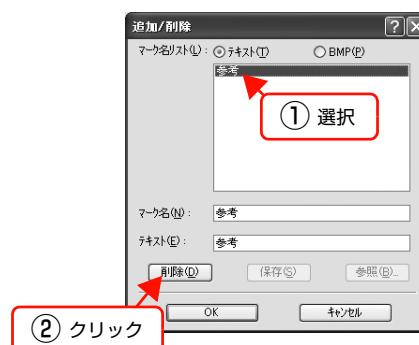 追加/削除
マーク名リスト(L): テキスト(T) BMP(P)
参考
① 選択
マーク名(N): 参考
テキスト(E): 参考
削除(D) 保存(S) 参照(B)...
OK キャンセル
② クリック